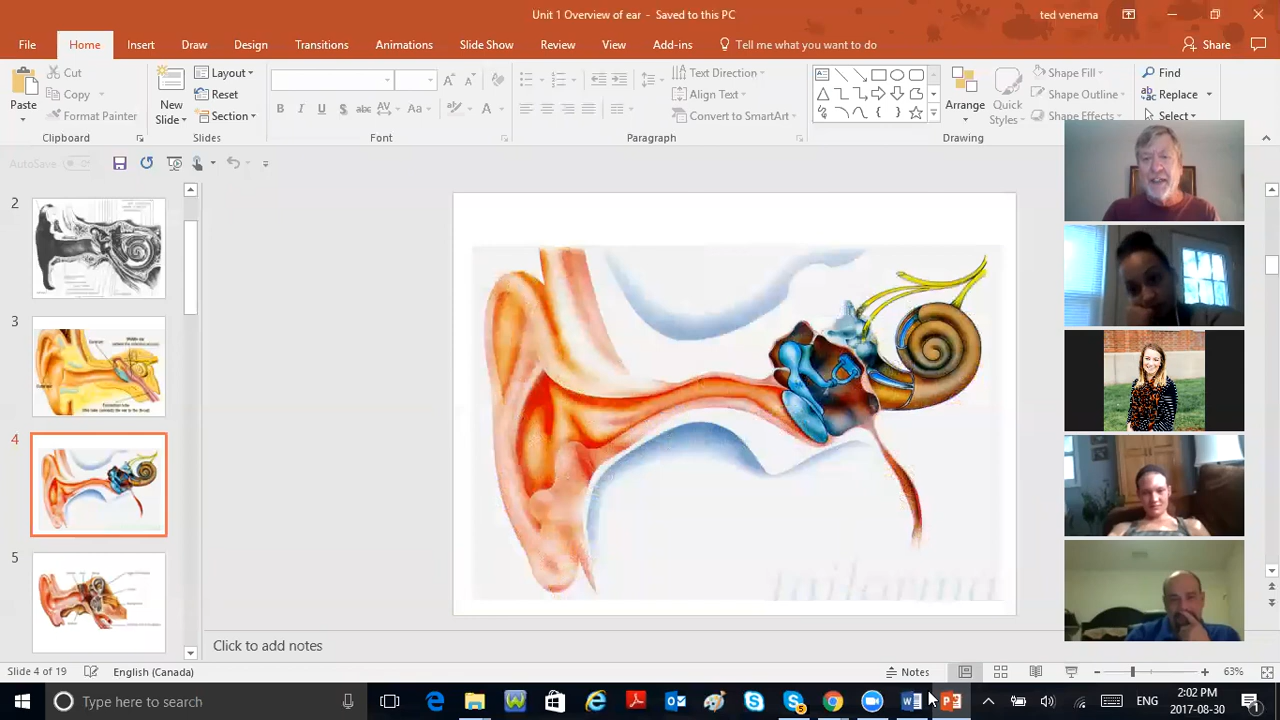 Unit 1 Overview of ear - Saved to this PC
ted venema
File Home Insert Draw Design Transitions Animations Slide Show Review View Add-ins Tell me what you want to do Share
Paste
Cut
Copy
Format Painter
Clipboard
New Slide
Layout
Reset
Section
Slides
B I U S abc AV Aa A
Font
Paragraph
Text Direction
Align Text
Convert to SmartArt
Arrange
Quick Styles
Shape Fill
Shape Outline
Shape Effects
Drawing
Find
Replace
Select
AutoSave
2
3
4
5
Click to add notes
Slide 4 of 19 English (Canada) Notes 63%
Type here to search
ENG
2:02 PM
2017-08-30